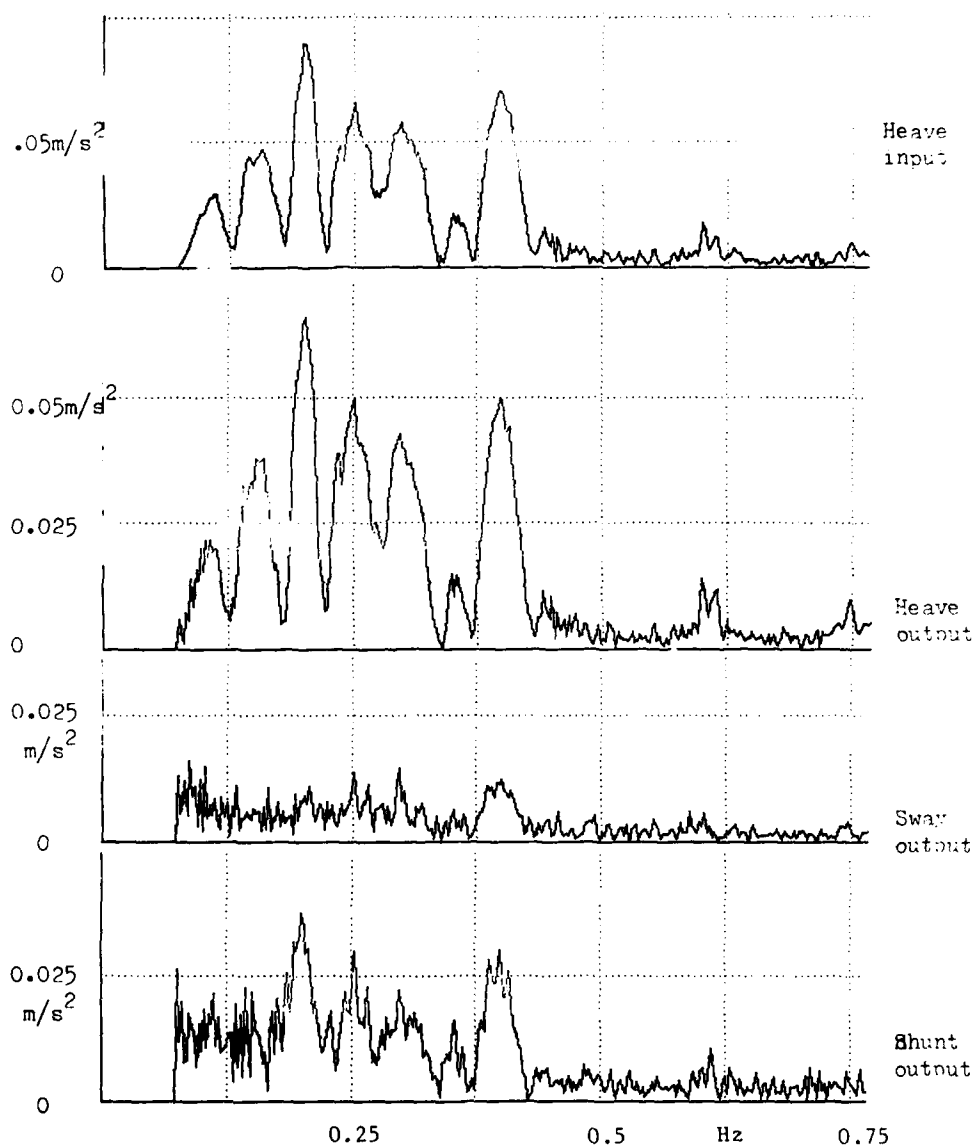 .05m/s²
0
Heave
input
0.05m/s²
0.025
0
Heave
output
0.025
m/s²
0
Sway
output
0.025
m/s²
0
Shunt
output
0.25
0.5
Hz
0.75